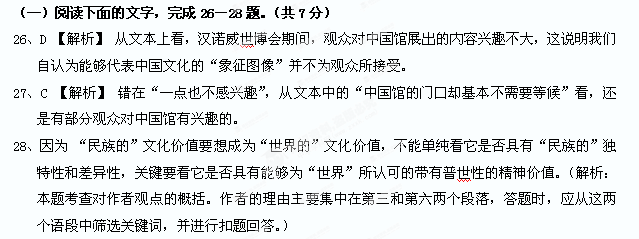 （一）阅读下面的文字，完成26－28题。（共7分）
26、D 【解析】 从文本上看，汉诺威世博会期间，观众对中国馆展出的内容兴趣不大，这说明我们
自认为能够代表中国文化的“象征图像”并不为观众所接受。
27、C 【解析】 错在“一点也不感兴趣”，从文本中的“中国馆的门口却基本不需要等候”看，还
是有部分观众对中国馆有兴趣的。
28、因为 “民族的”文化价值要想成为“世界的”文化价值，不能单纯看它是否具有“民族的”独
特性和差异性，关键要看它是否具有能够为“世界”所认可的带有普世性的精神价值。（解析：
本题考查对作者观点的概括。作者的理由主要集中在第三和第六两个段落，答题时，应从这两
个语段中筛选关键词，并进行扣题回答。）